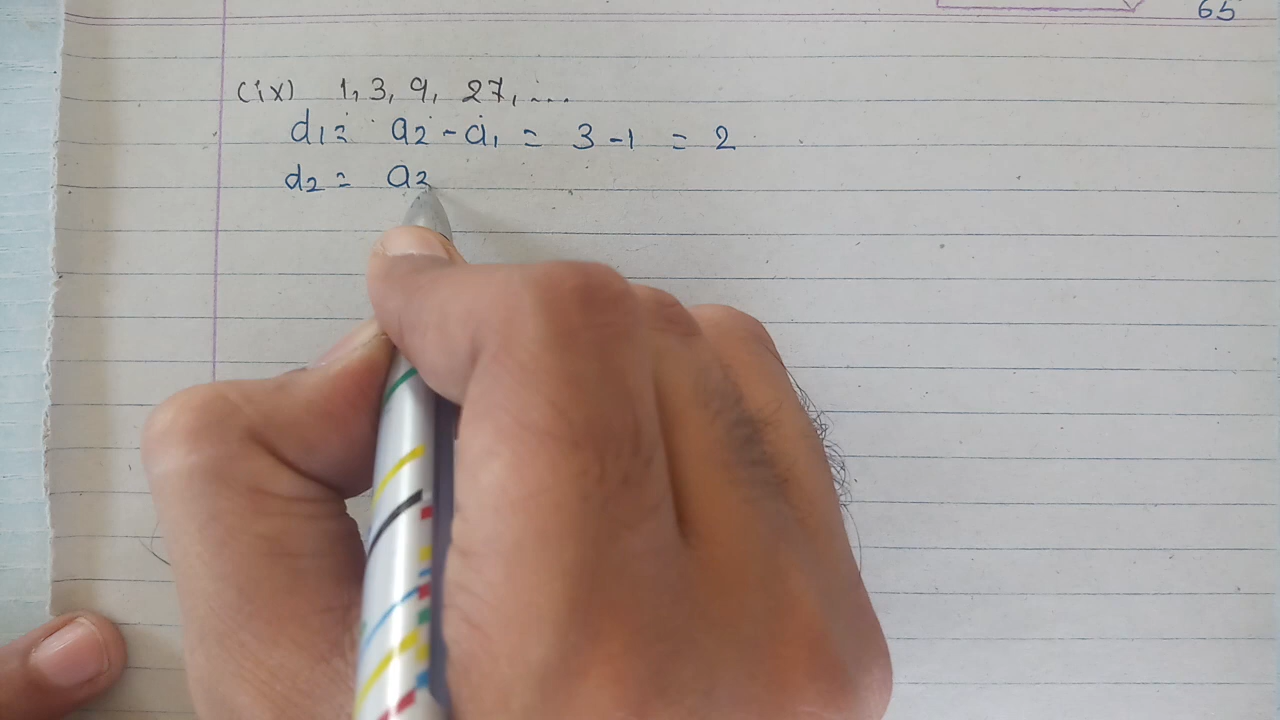 65
(ix) 1, 3, 9, 27, ...
d1 = a2 - a1 = 3 - 1 = 2
d2 = a3